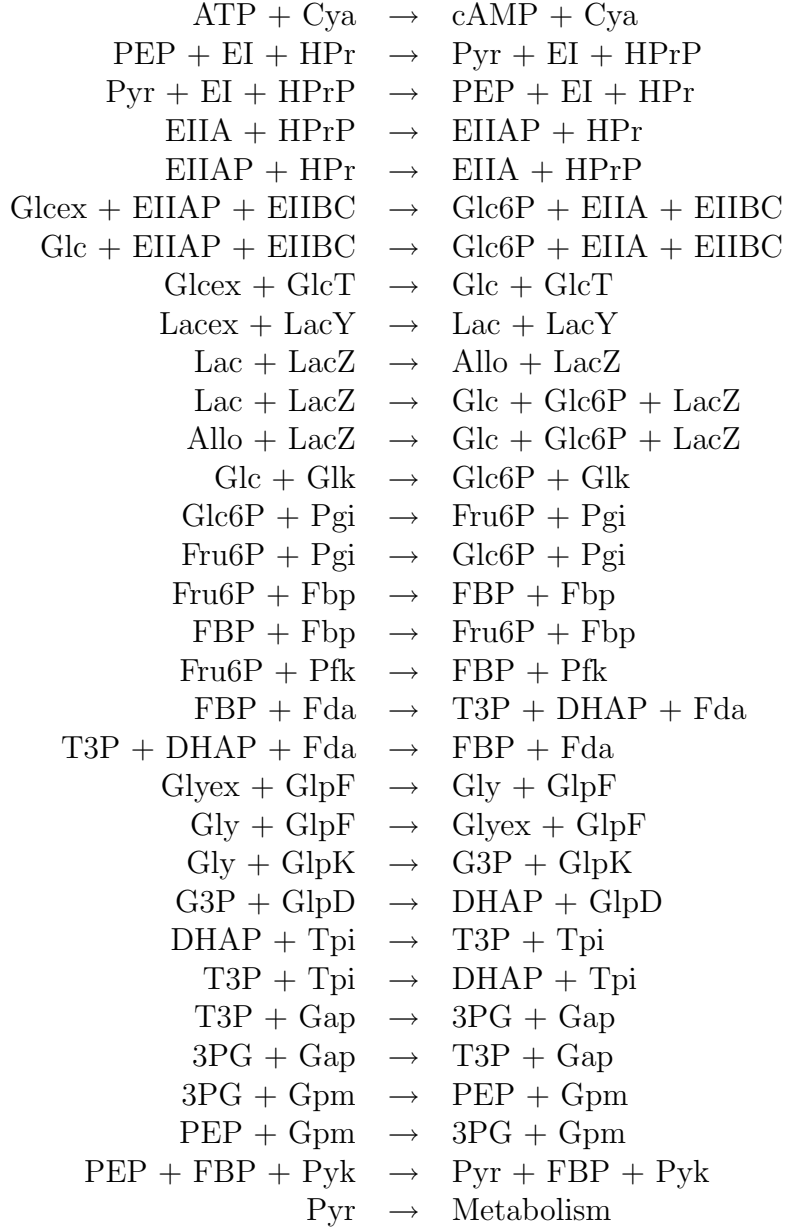 ATP + Cya → cAMP + Cya
PEP + EI + HPr → Pyr + EI + HPrP
Pyr + EI + HPrP → PEP + EI + HPr
EIIA + HPrP → EIIAP + HPr
EIIAP + HPr → EIIA + HPrP
Glcex + EIIAP + EIIBC → Glc6P + EIIA + EIIBC
Glc + EIIAP + EIIBC → Glc6P + EIIA + EIIBC
Glcex + GlcT → Glc + GlcT
Lacex + LacY → Lac + LacY
Lac + LacZ → Allo + LacZ
Lac + LacZ → Glc + Glc6P + LacZ
Allo + LacZ → Glc + Glc6P + LacZ
Glc + Glk → Glc6P + Glk
Glc6P + Pgi → Fru6P + Pgi
Fru6P + Pgi → Glc6P + Pgi
Fru6P + Fbp → FBP + Fbp
FBP + Fbp → Fru6P + Fbp
Fru6P + Pfk → FBP + Pfk
FBP + Fda → T3P + DHAP + Fda
T3P + DHAP + Fda → FBP + Fda
Glyex + GlpF → Gly + GlpF
Gly + GlpF → Glyex + GlpF
Gly + GlpK → G3P + GlpK
G3P + GlpD → DHAP + GlpD
DHAP + Tpi → T3P + Tpi
T3P + Tpi → DHAP + Tpi
T3P + Gap → 3PG + Gap
3PG + Gap → T3P + Gap
3PG + Gpm → PEP + Gpm
PEP + Gpm → 3PG + Gpm
PEP + FBP + Pyk → Pyr + FBP + Pyk
Pyr → Metabolism